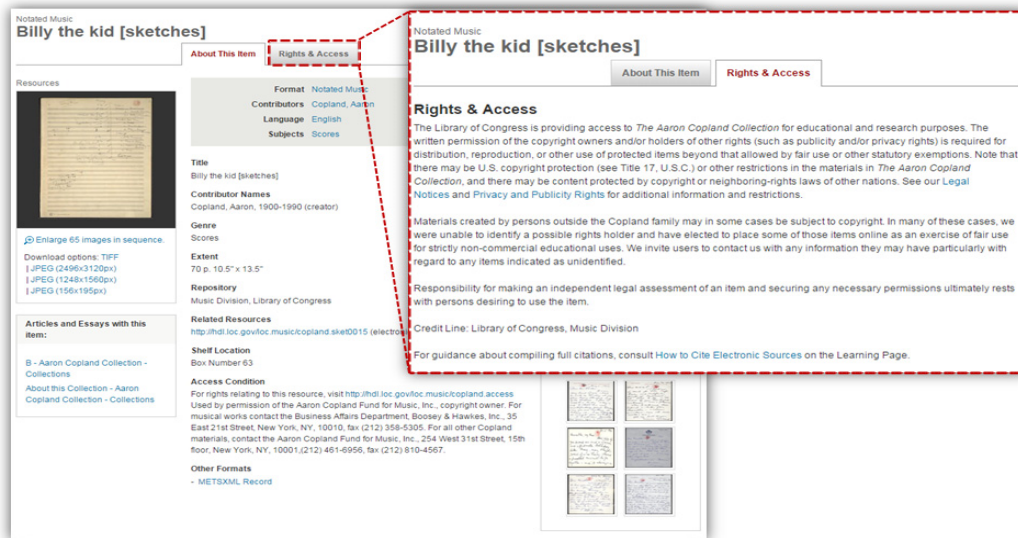 Notated Music
Billy the kid [sketches]
About This Item
Rights & Access
Resources
Enlarge 65 images in sequence.
Download options: TIFF
| JPEG (2496x3120px)
| JPEG (1248x1560px)
| JPEG (156x195px)
Articles and Essays with this
item:
B - Aaron Copland Collection -
Collections
About this Collection - Aaron
Copland Collection - Collections
Format Notated Music
Contributors Copland, Aaron
Language English
Subjects Scores
Title
Billy the kid [sketches]
Contributor Names
Copland, Aaron, 1900-1990 (creator)
Genre
Scores
Extent
70 p. 10.5" x 13.5"
Repository
Music Division, Library of Congress
Related Resources
http://hdl.loc.gov/loc.music/copland.sket0015 (electro
Shelf Location
Box Number 63
Access Condition
For rights relating to this resource, visit http://hdl.loc.gov/loc.music/copland.access
Used by permission of the Aaron Copland Fund for Music, Inc., copyright owner. For
musical works contact the Business Affairs Department, Boosey & Hawkes, Inc., 35
East 21st Street, New York, NY, 10010, fax (212) 358-5305. For all other Copland
materials, contact the Aaron Copland Fund for Music, Inc., 254 West 31st Street, 15th
floor, New York, NY, 10001,(212) 461-6956, fax (212) 810-4567.
Other Formats
- METSXML Record
Notated Music
Billy the kid [sketches]
About This Item
Rights & Access
Rights & Access
The Library of Congress is providing access to The Aaron Copland Collection for educational and research purposes. The
written permission of the copyright owners and/or holders of other rights (such as publicity and/or privacy rights) is required for
distribution, reproduction, or other use of protected items beyond that allowed by fair use or other statutory exemptions. Note that
there may be U.S. copyright protection (see Title 17, U.S.C.) or other restrictions in the materials in The Aaron Copland
Collection, and there may be content protected by copyright or neighboring-rights laws of other nations. See our Legal
Notices and Privacy and Publicity Rights for additional information and restrictions.
Materials created by persons outside the Copland family may in some cases be subject to copyright. In many of these cases, we
were unable to identify a possible rights holder and have elected to place some of those items online as an exercise of fair use
for strictly non-commercial educational uses. We invite users to contact us with any information they may have particularly with
regard to any items indicated as unidentified.
Responsibility for making an independent legal assessment of an item and securing any necessary permissions ultimately rests
with persons desiring to use the item.
Credit Line: Library of Congress, Music Division
For guidance about compiling full citations, consult How to Cite Electronic Sources on the Learning Page.